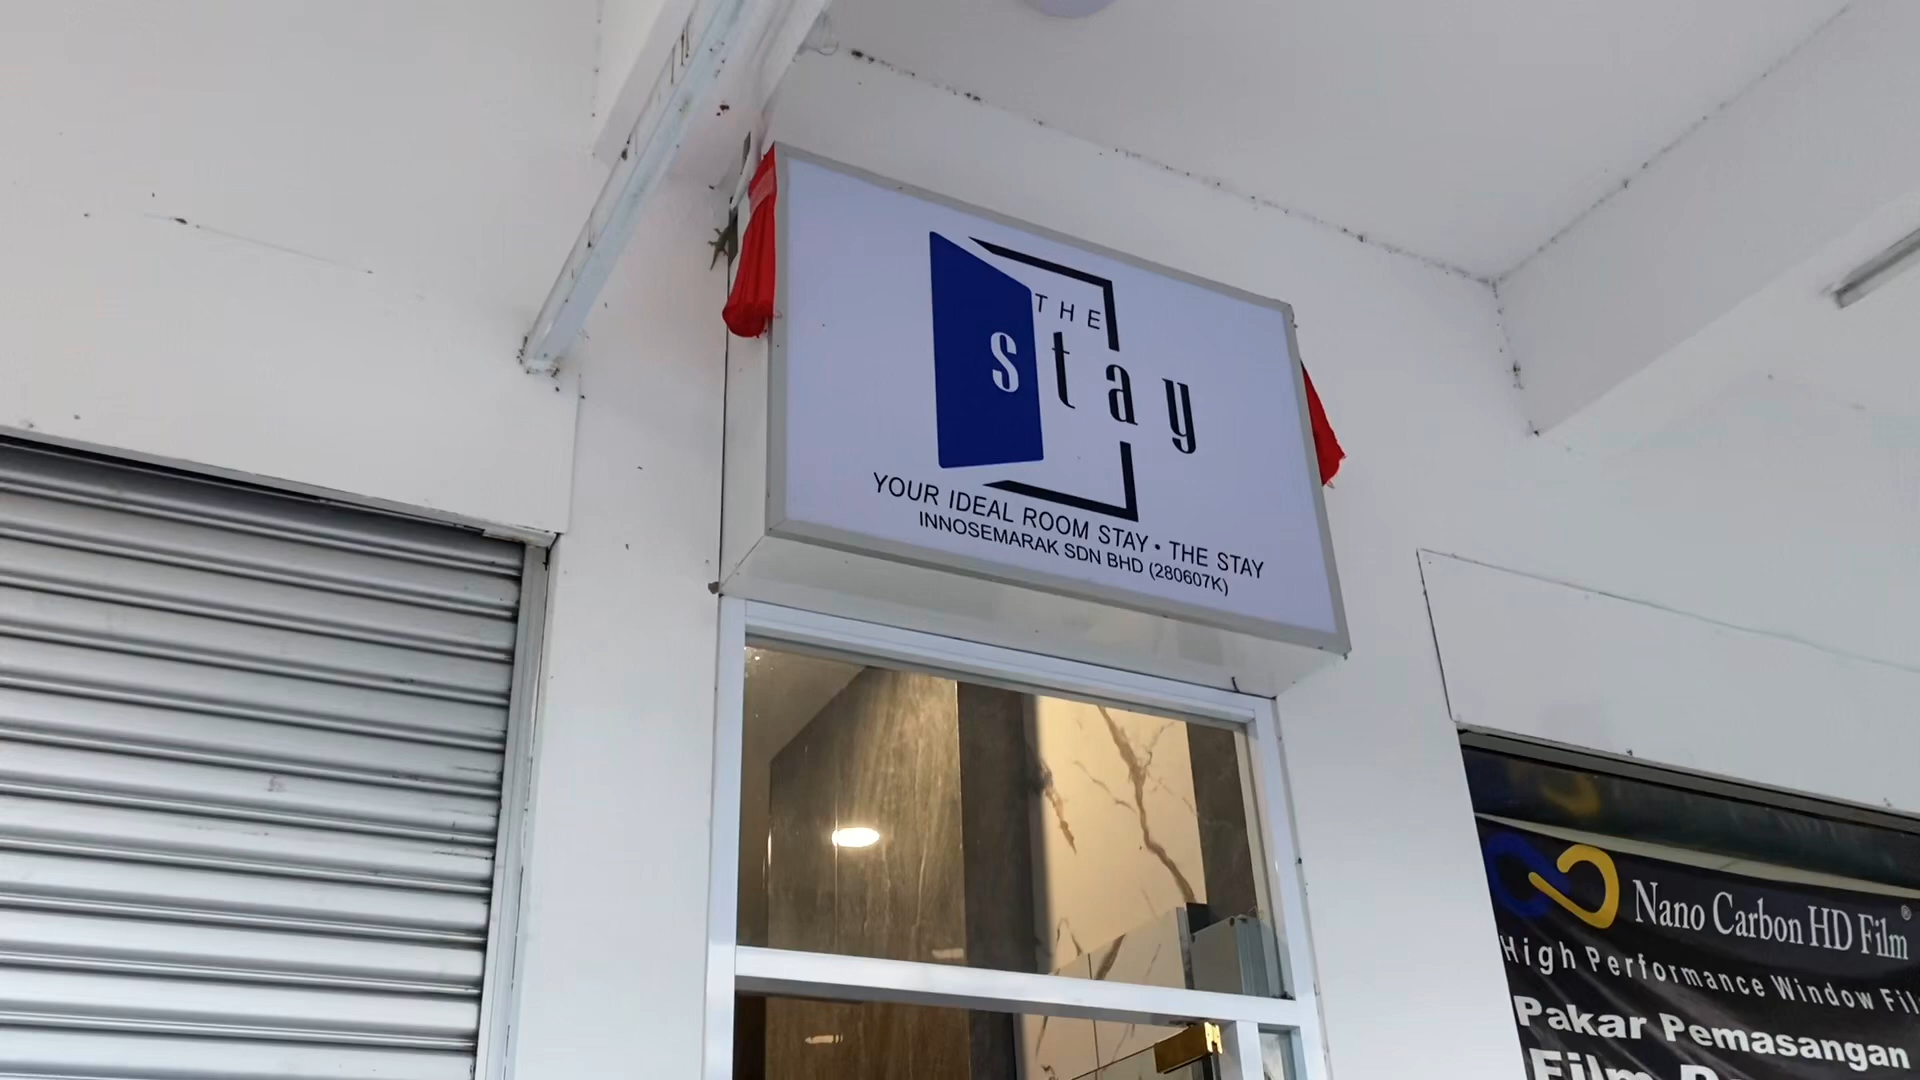 THE
stay
YOUR IDEAL ROOM STAY • THE STAY
INNOSEMARAK SDN BHD (280607K)
Nano Carbon HD Film®
High Performance Window
Pakar Pemasangan
Film